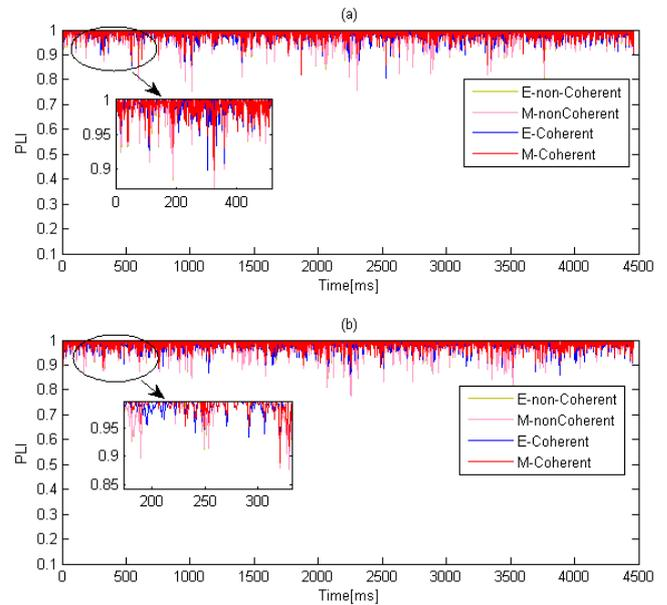 (a)
1
0.9
0.8
0.7
0.6
0.5
0.4
0.3
0.2
0.1
PLI
1
0.95
0.9
0 200 400
E-non-Coherent
M-nonCoherent
E-Coherent
M-Coherent
0 500 1000 1500 2000 2500 3000 3500 4000 4500
Time[ms]
(b)
1
0.9
0.8
0.7
0.6
0.5
0.4
0.3
0.2
0.1
PLI
0.95
0.9
0.85
200 250 300
E-non-Coherent
M-nonCoherent
E-Coherent
M-Coherent
0 500 1000 1500 2000 2500 3000 3500 4000 4500
Time[ms]